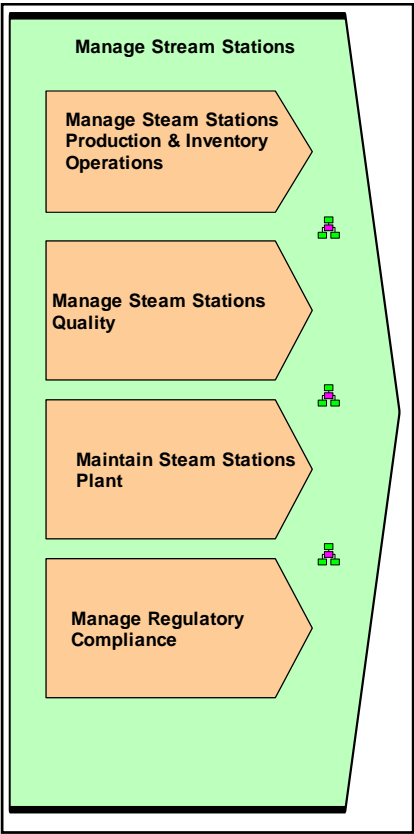 Manage Stream Stations
Manage Steam Stations
Production & Inventory
Operations
Manage Steam Stations
Quality
Maintain Steam Stations
Plant
Manage Regulatory
Compliance